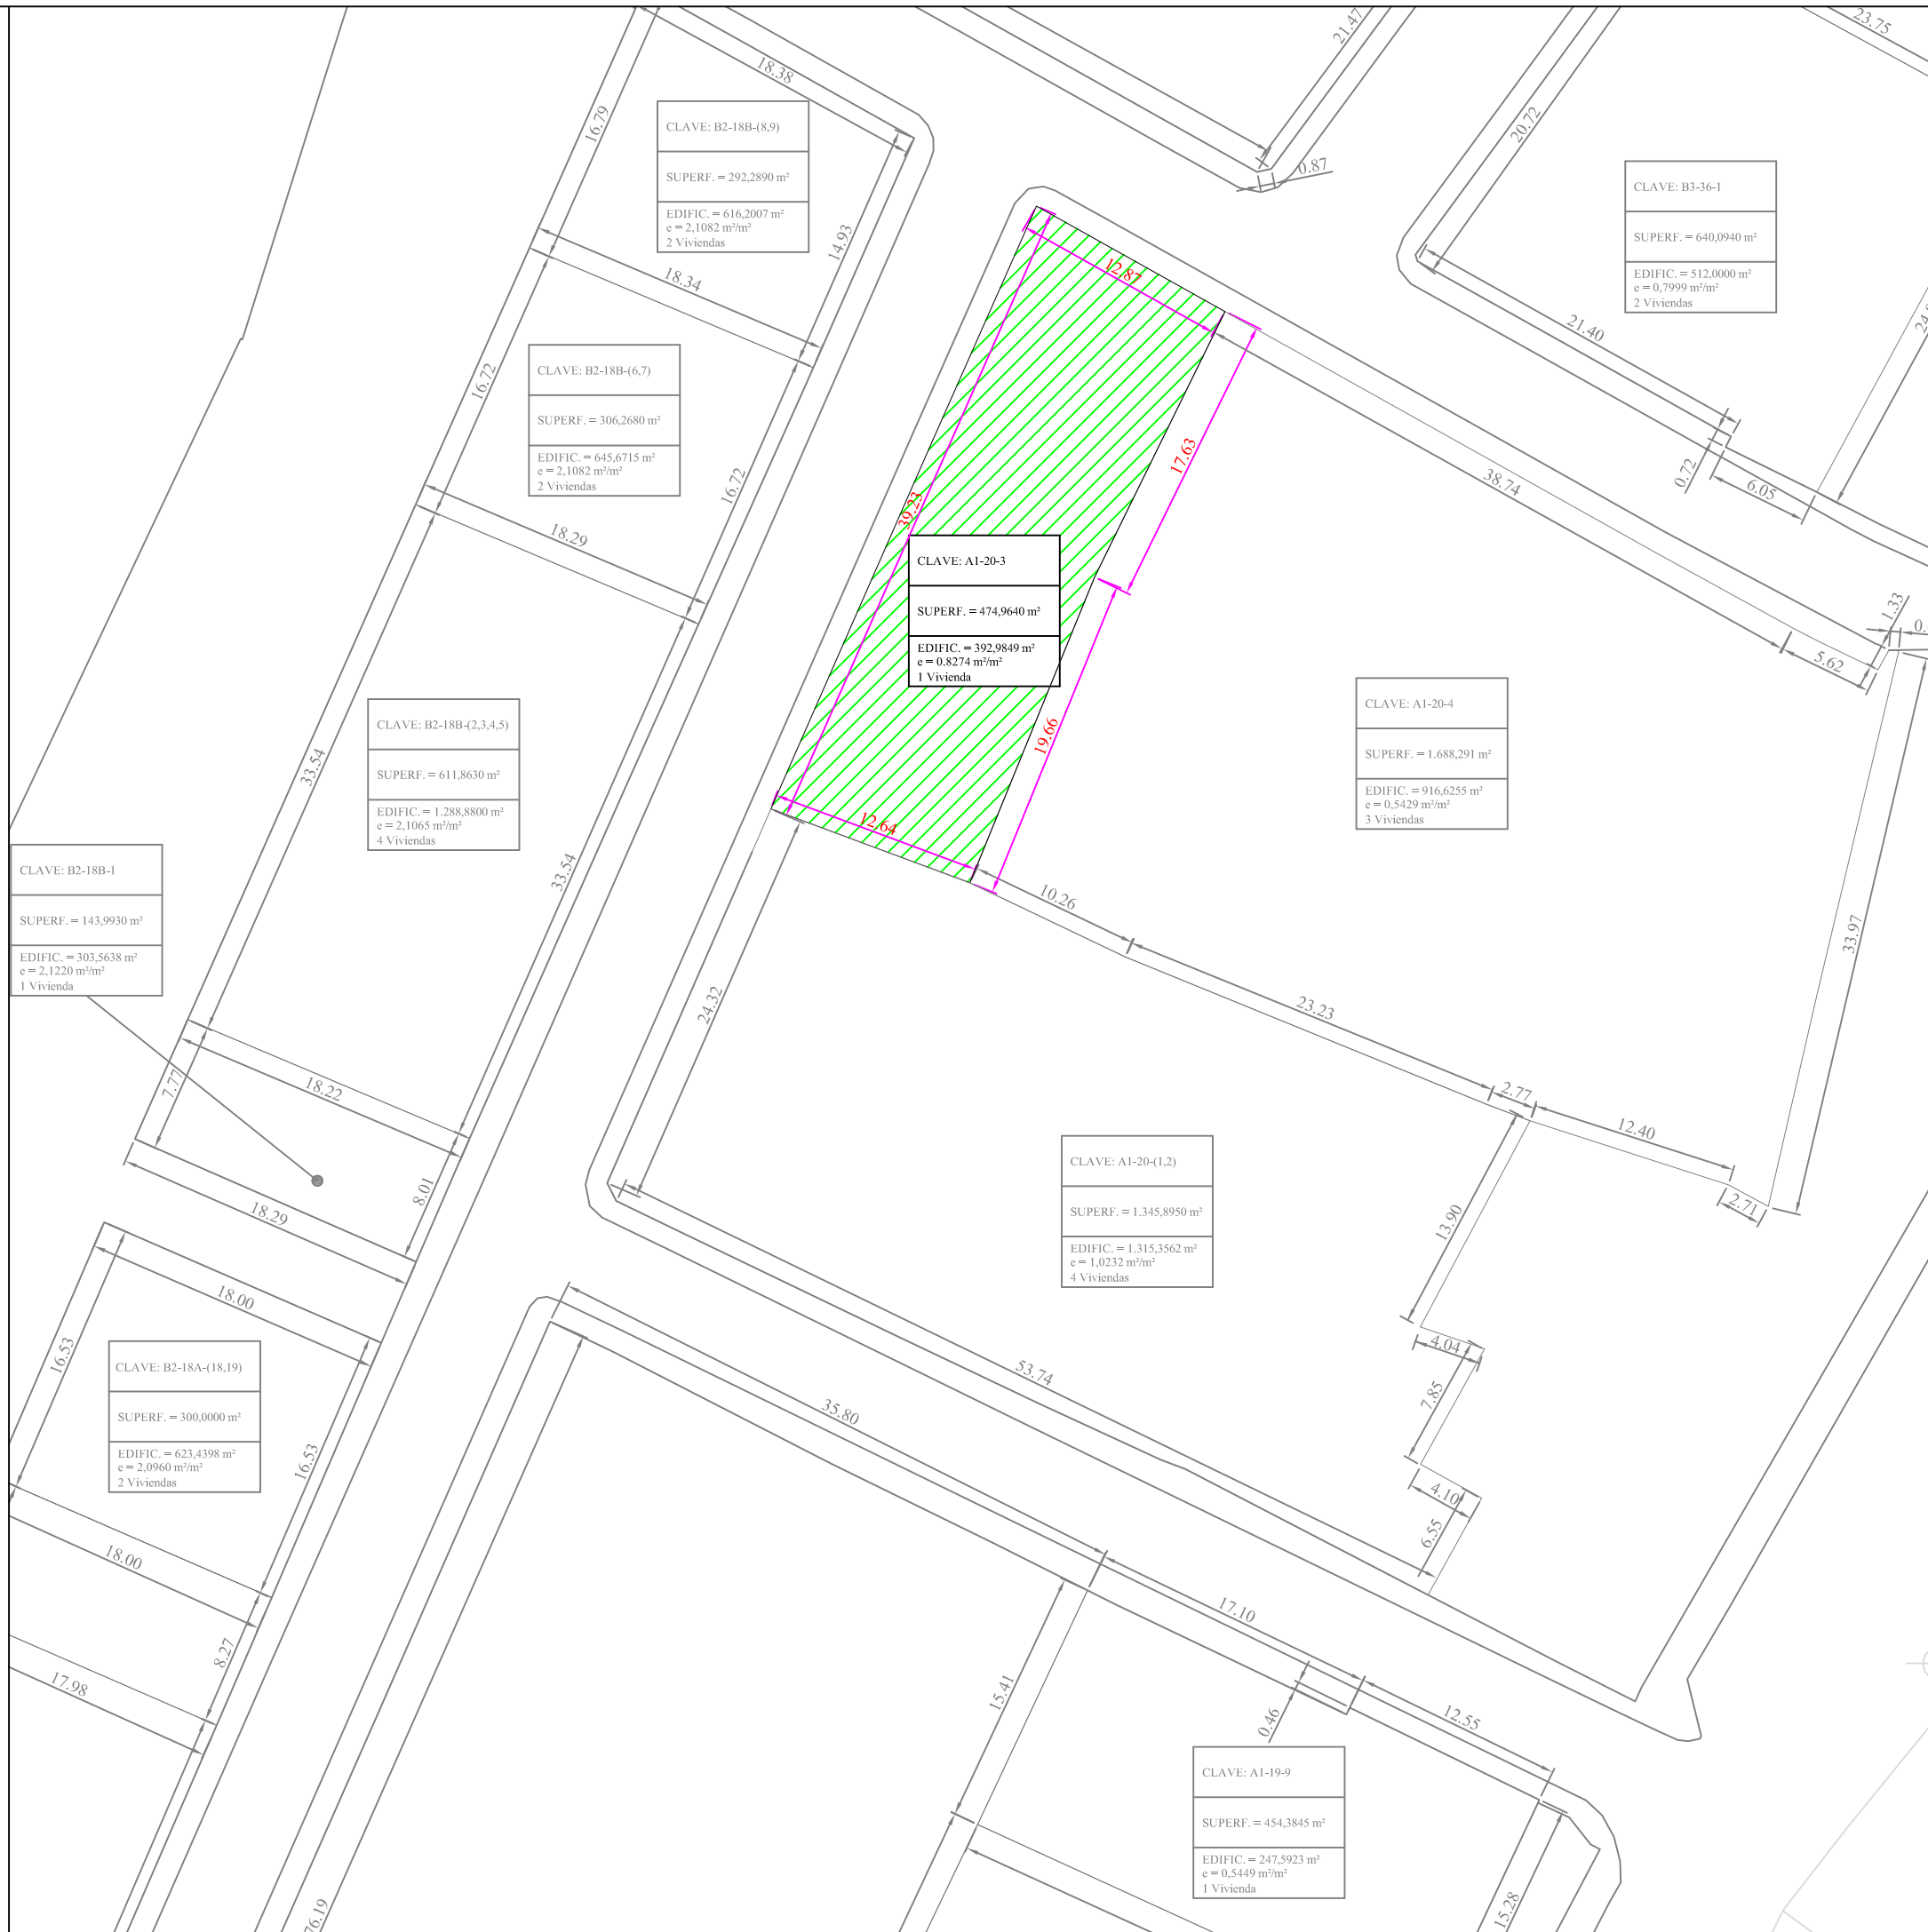 23.75
21.47
18.38
16.79
20.72
CLAVE: B2-18B-(8,9)
SUPERF. = 292,2890 m²
EDIFIC. = 616,2007 m²
e = 2,1082 m²/m²
2 Viviendas
0.87
CLAVE: B3-36-1
SUPERF. = 640,0940 m²
EDIFIC. = 512,0000 m²
e = 0,7999 m²/m²
2 Viviendas
14.93
18.34
12.87
21.40
CLAVE: B2-18B-(6,7)
SUPERF. = 306,2680 m²
EDIFIC. = 645,6715 m²
e = 2,1082 m²/m²
2 Viviendas
16.72
16.72
17.63
38.74
0.72
6.05
39.23
18.29
CLAVE: A1-20-3
SUPERF. = 474,9640 m²
EDIFIC. = 392,9849 m²
e = 0.8274 m²/m²
1 Vivienda
1.33
5.62
CLAVE: B2-18B-(2,3,4,5)
SUPERF. = 611,8630 m²
EDIFIC. = 1.288,8800 m²
e = 2,1065 m²/m²
4 Viviendas
CLAVE: A1-20-4
SUPERF. = 1.688,291 m²
EDIFIC. = 916,6255 m²
e = 0,5429 m²/m²
3 Viviendas
33.54
19.66
12.64
33.54
CLAVE: B2-18B-1
SUPERF. = 143,9930 m²
EDIFIC. = 303,5638 m²
e = 2,1220 m²/m²
1 Vivienda
10.26
33.97
24.32
23.23
7.77
18.22
2.77
12.40
CLAVE: A1-20-(1,2)
SUPERF. = 1.345,8950 m²
EDIFIC. = 1.315,3562 m²
e = 1,0232 m²/m²
4 Viviendas
8.01
18.29
2.71
13.90
18.00
16.53
4.04
CLAVE: B2-18A-(18,19)
SUPERF. = 300,0000 m²
EDIFIC. = 623,4398 m²
e = 2,0960 m²/m²
2 Viviendas
53.74
7.85
35.80
16.53
4.10
6.55
18.00
17.10
8.27
17.98
15.41
0.46
12.55
CLAVE: A1-19-9
SUPERF. = 454,3845 m²
EDIFIC. = 247,5923 m²
e = 0,5449 m²/m²
1 Vivienda
76.19
15.28